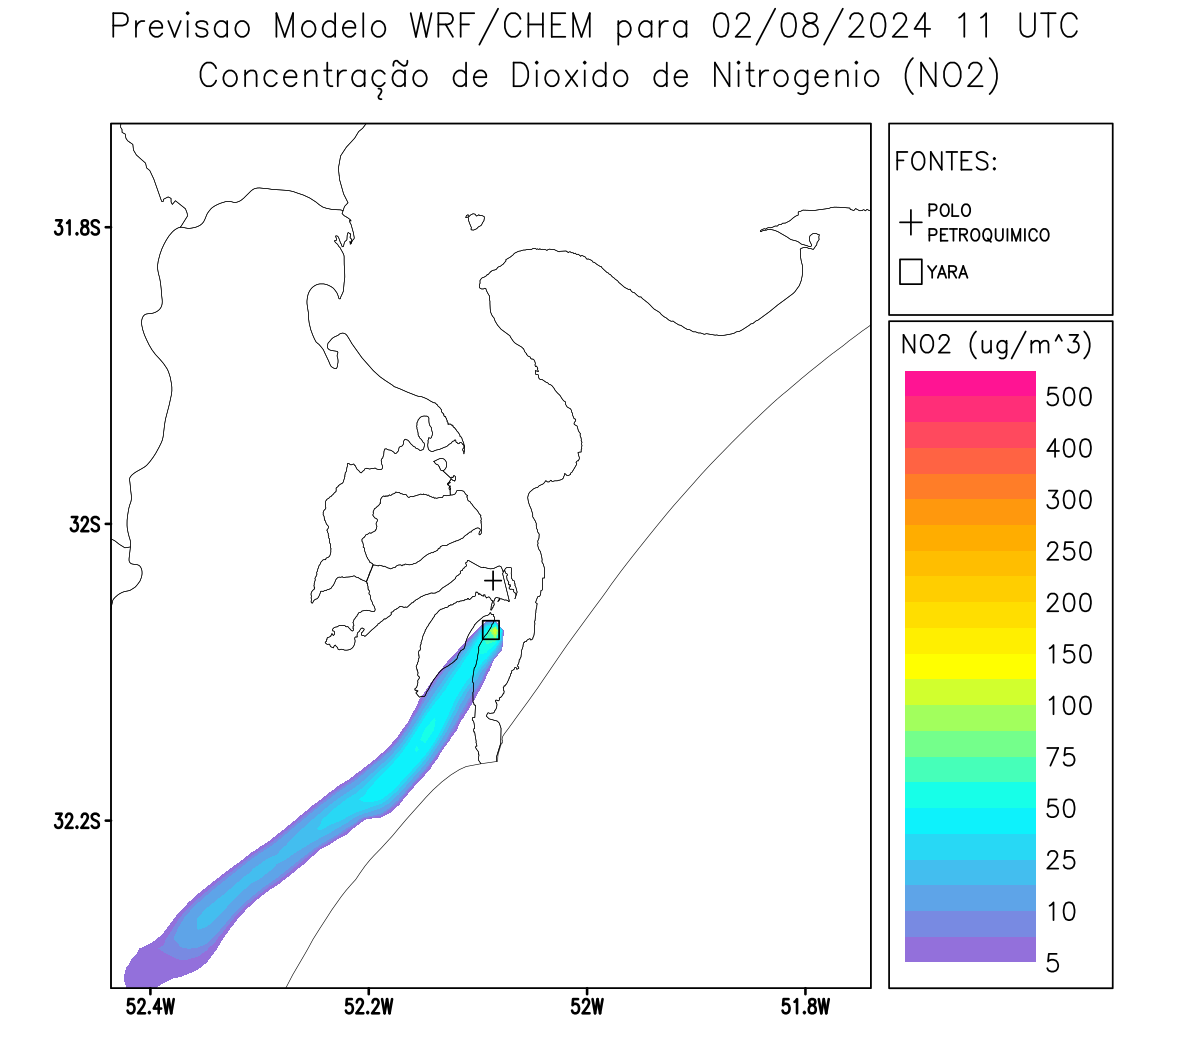 Previsao Modelo WRF/CHEM para 02/08/2024 11 UTC
Concentração de Dioxido de Nitrogenio (NO2)
FONTES:
POLO
PETROQUIMICO
YARA
NO2 (ug/m^3)
500
400
300
250
200
150
100
75
50
25
10
5
31.8S
32S
32.2S
52.4W
52.2W
52W
51.8W